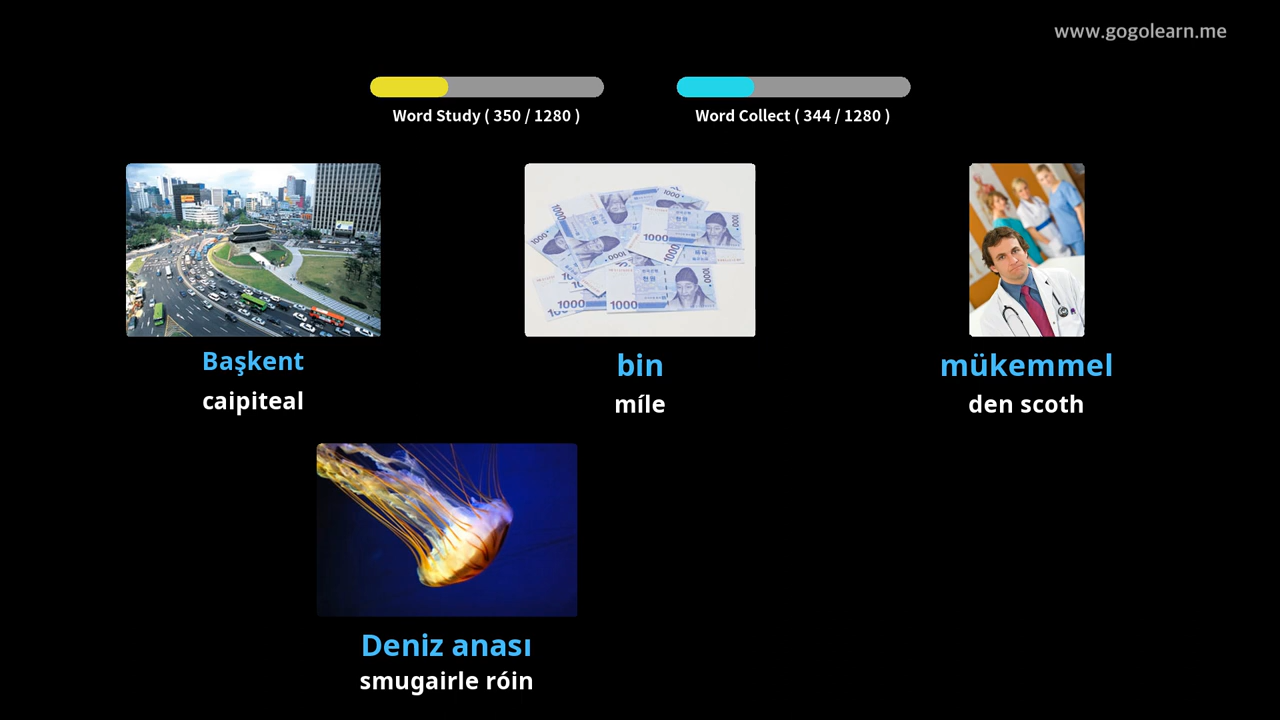 www.gogolearn.me
Word Study ( 350 / 1280 )
Word Collect ( 344 / 1280 )
Başkent
caipiteal
bin
míle
mükemmel
den scoth
Deniz anası
smugairle róin